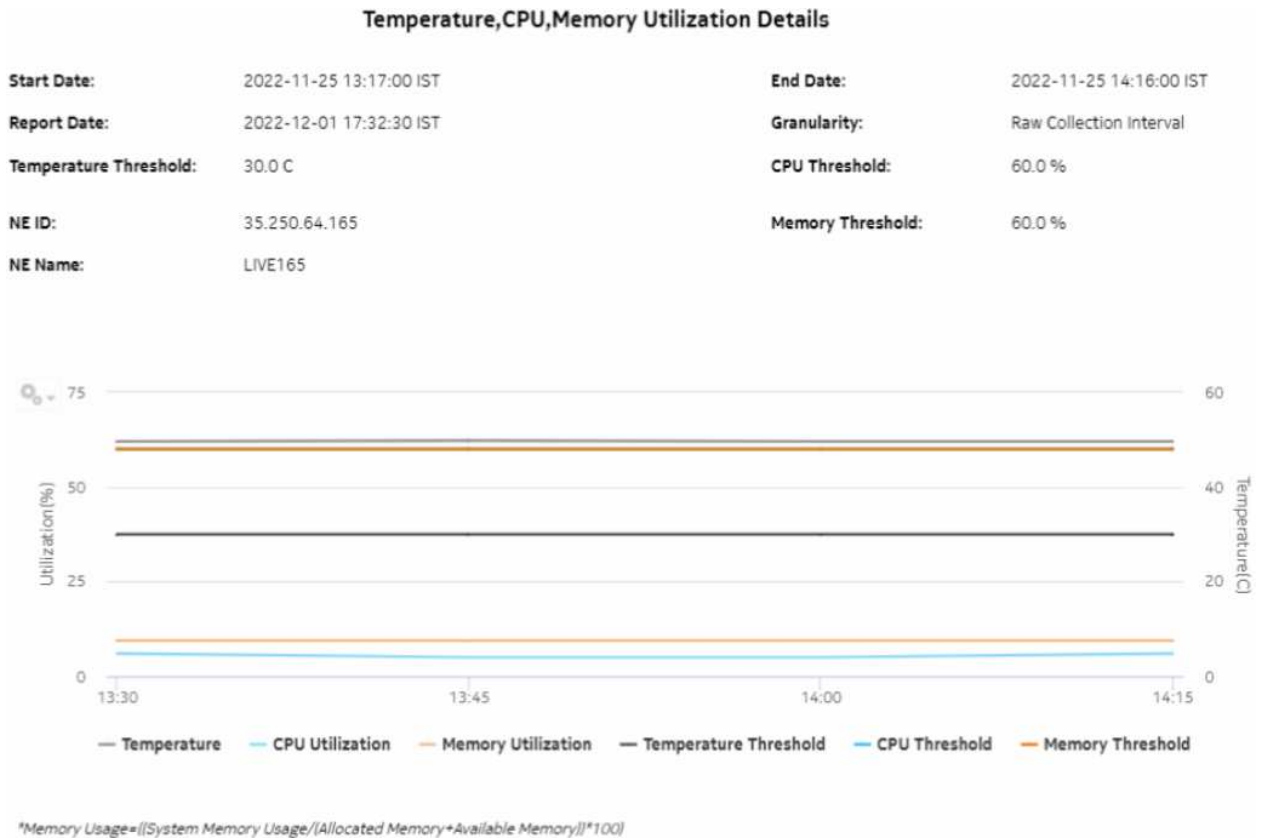 Temperature,CPU,Memory Utilization Details
Start Date: 2022-11-25 13:17:00 IST End Date: 2022-11-25 14:16:00 IST
Report Date: 2022-12-01 17:32:30 IST Granularity: Raw Collection Interval
Temperature Threshold: 30.0 C CPU Threshold: 60.0 %
NE ID: 35.250.64.165 Memory Threshold: 60.0 %
NE Name: LIVE165
75 60
50 40
25 20
0 0
Utilization(%)
Temperature(C)
13:30 13:45 14:00 14:15
Temperature CPU Utilization Memory Utilization Temperature Threshold CPU Threshold Memory Threshold
*Memory Usage=((System Memory Usage/(Allocated Memory+Available Memory))*100)